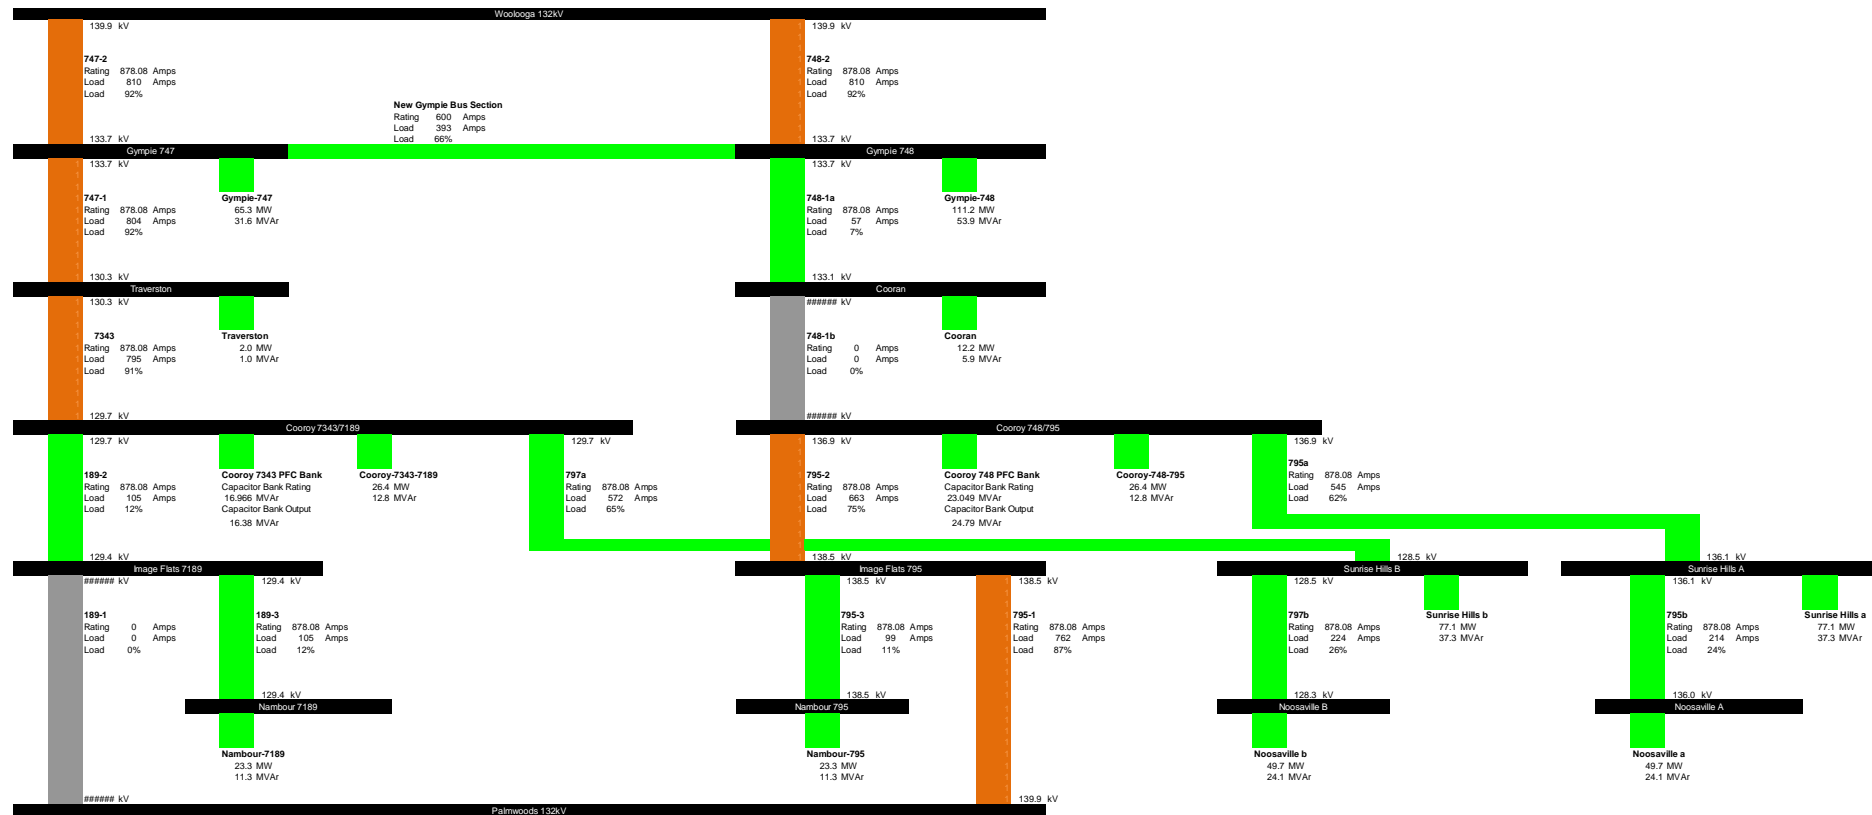 Woolooga 132kV
139.9 kV
139.9 kV
747-2
Rating 878.08 Amps
Load 810 Amps
Load 92%
748-2
Rating 878.08 Amps
Load 810 Amps
Load 92%
New Gympie Bus Section
Rating 600 Amps
Load 393 Amps
Load 66%
133.7 kV
133.7 kV
Gympie 747
Gympie 748
133.7 kV
133.7 kV
747-1
Rating 878.08 Amps
Load 804 Amps
Load 92%
Gympie-747
65.3 MW
31.6 MVAr
748-1a
Rating 878.08 Amps
Load 57 Amps
Load 7%
Gympie-748
111.2 MW
53.9 MVAr
130.3 kV
133.1 kV
Traverston
Cooran
130.3 kV
###### kV
7343
Rating 878.08 Amps
Load 795 Amps
Load 91%
Traverston
2.0 MW
1.0 MVAr
748-1b
Rating 0 Amps
Load 0 Amps
Load 0%
Cooran
12.2 MW
5.9 MVAr
129.7 kV
###### kV
Cooroy 7343/7189
Cooroy 748/795
129.7 kV
129.7 kV
136.9 kV
136.9 kV
189-2
Rating 878.08 Amps
Load 105 Amps
Load 12%
Cooroy 7343 PFC Bank
Capacitor Bank Rating
16.966 MVAr
Capacitor Bank Output
16.38 MVAr
Cooroy-7343-7189
26.4 MW
12.8 MVAr
797a
Rating 878.08 Amps
Load 572 Amps
Load 65%
795-2
Rating 878.08 Amps
Load 663 Amps
Load 75%
Cooroy 748 PFC Bank
Capacitor Bank Rating
23.049 MVAr
Capacitor Bank Output
24.79 MVAr
Cooroy-748-795
26.4 MW
12.8 MVAr
795a
Rating 878.08 Amps
Load 545 Amps
Load 62%
129.4 kV
138.5 kV
128.5 kV
136.1 kV
Image Flats 7189
Image Flats 795
Sunrise Hills B
Sunrise Hills A
###### kV
129.4 kV
138.5 kV
138.5 kV
128.5 kV
136.1 kV
189-1
Rating 0 Amps
Load 0 Amps
Load 0%
189-3
Rating 878.08 Amps
Load 105 Amps
Load 12%
795-3
Rating 878.08 Amps
Load 99 Amps
Load 11%
795-1
Rating 878.08 Amps
Load 762 Amps
Load 87%
797b
Rating 878.08 Amps
Load 224 Amps
Load 26%
Sunrise Hills b
77.1 MW
37.3 MVAr
795b
Rating 878.08 Amps
Load 214 Amps
Load 24%
Sunrise Hills a
77.1 MW
37.3 MVAr
129.4 kV
138.5 kV
128.3 kV
136.0 kV
Nambour 7189
Nambour 795
Noosaville B
Noosaville A
Nambour-7189
23.3 MW
11.3 MVAr
Nambour-795
23.3 MW
11.3 MVAr
Noosaville b
49.7 MW
24.1 MVAr
Noosaville a
49.7 MW
24.1 MVAr
###### kV
139.9 kV
Palmwoods 132kV